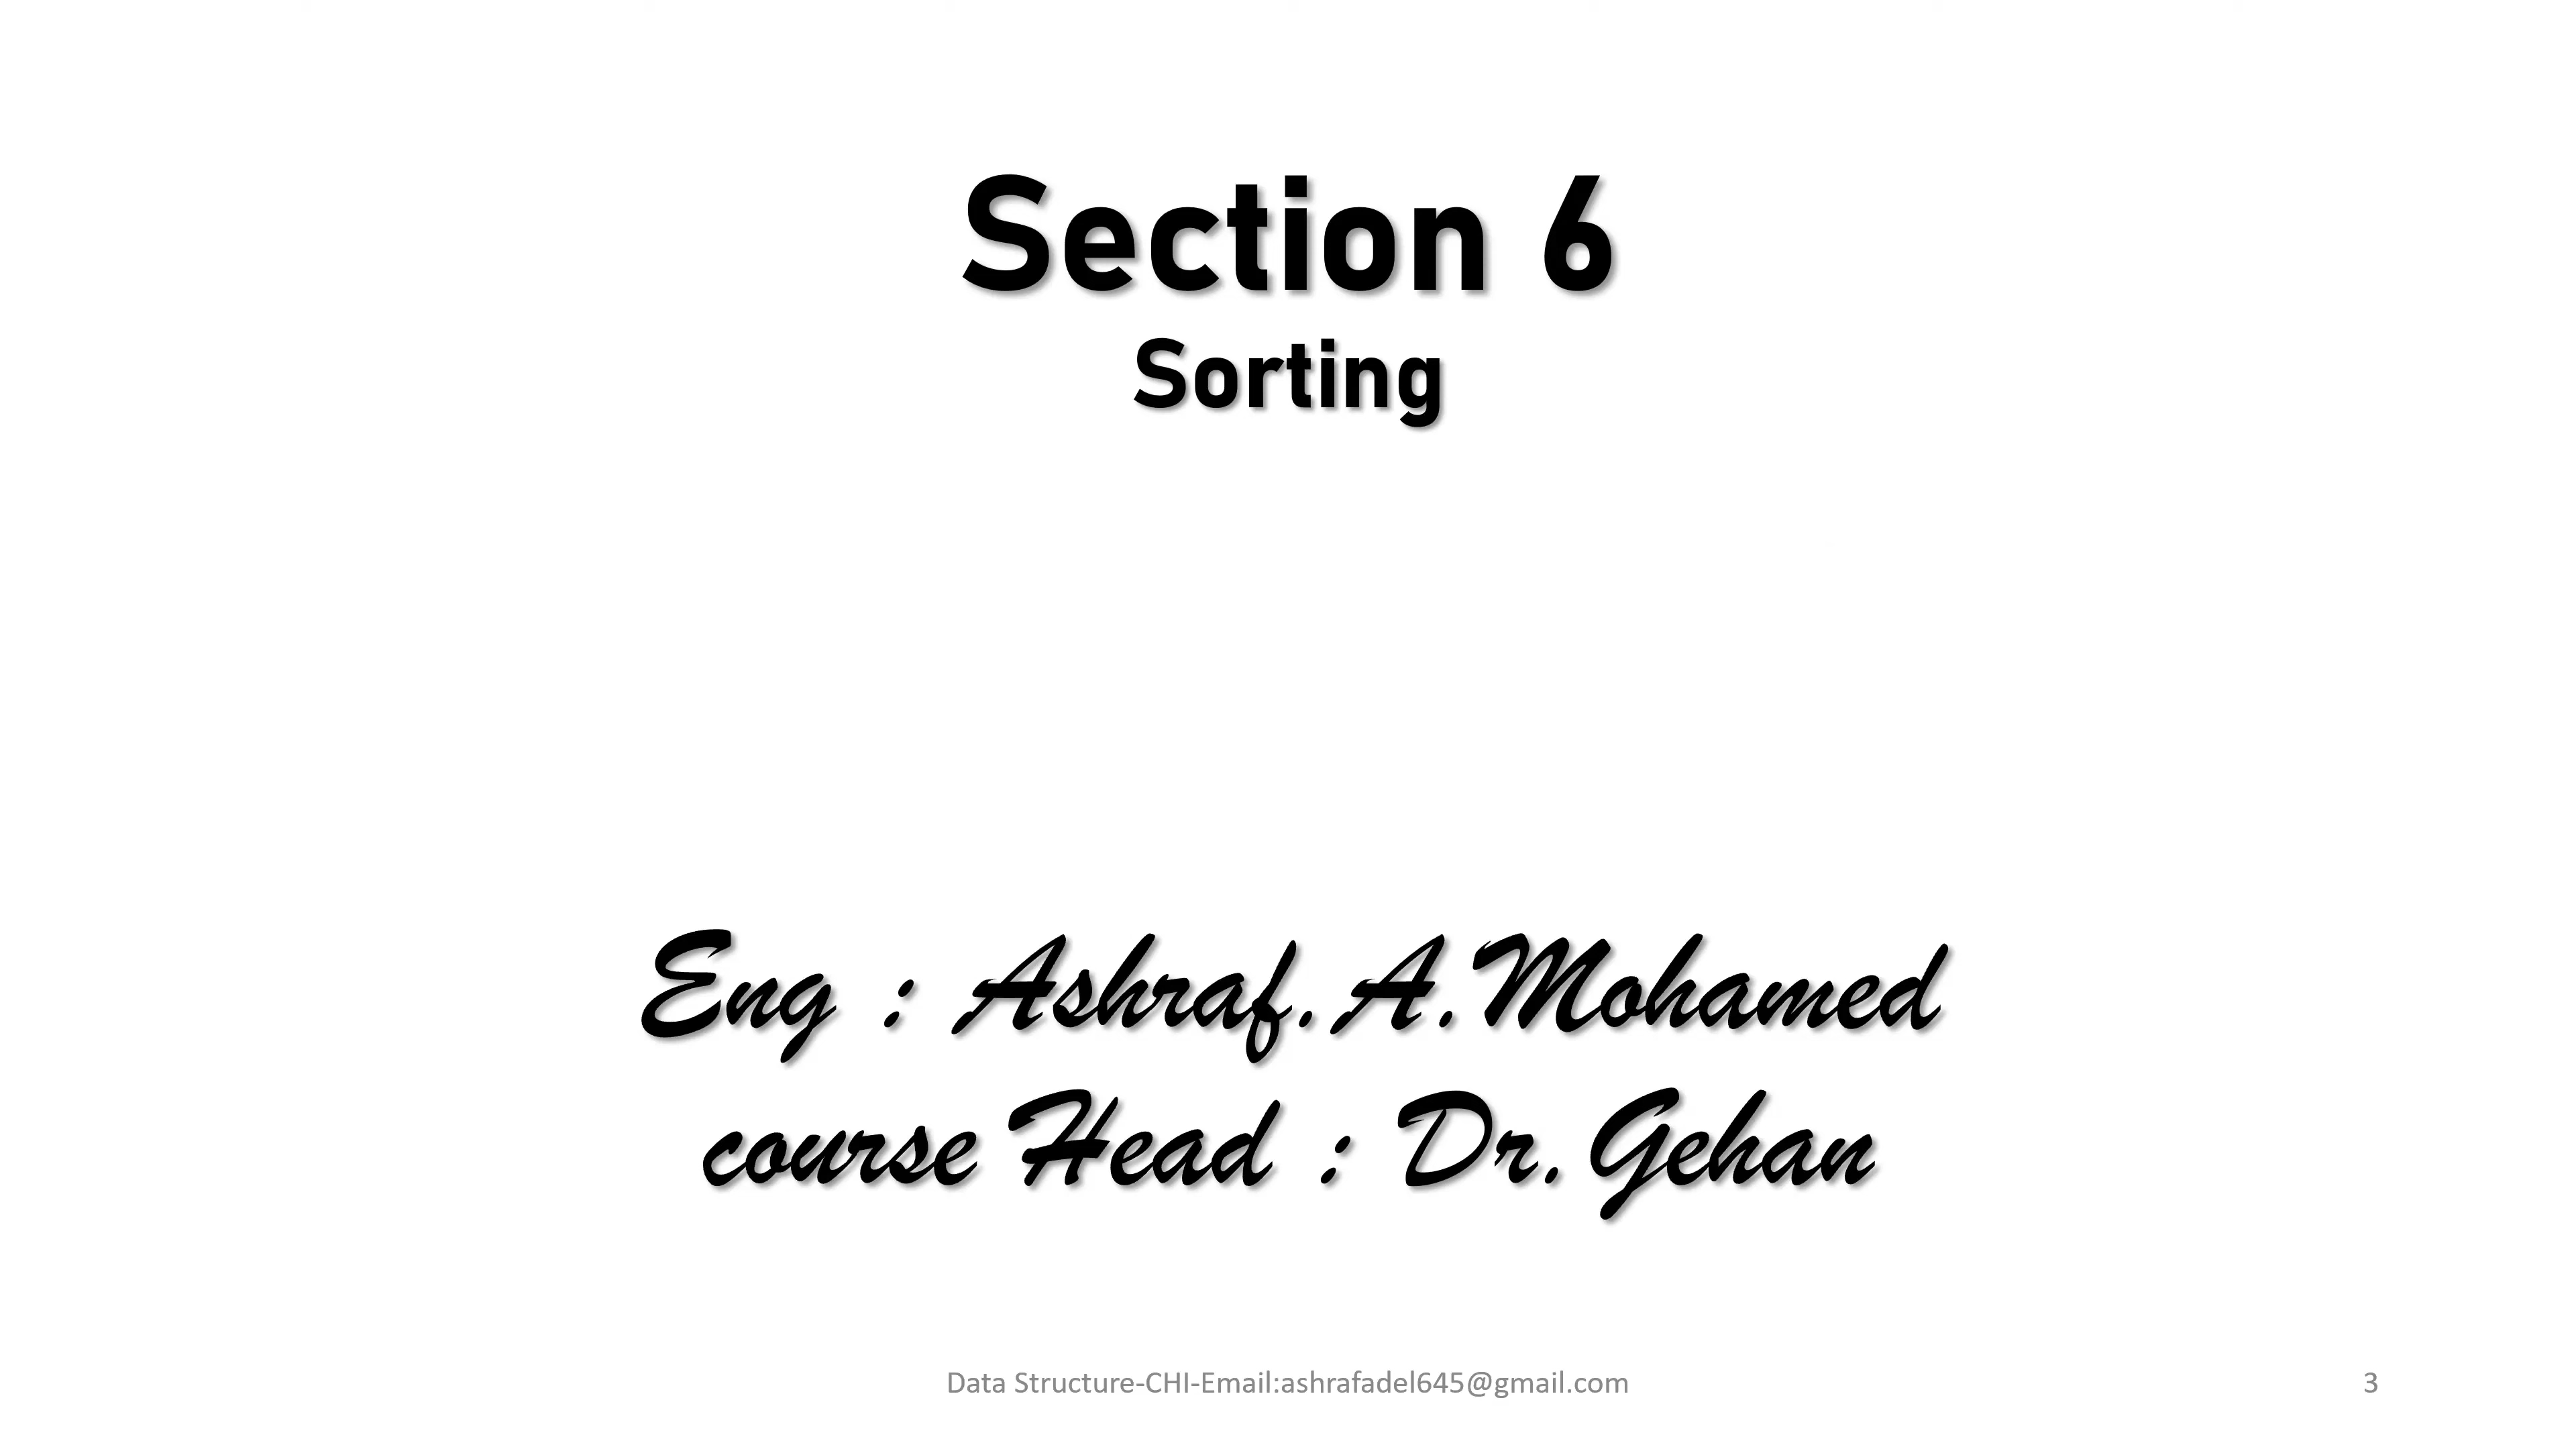 Section 6
Sorting
Eng : Ashraf.A.Mohamed
course Head : Dr.Gehan
Data Structure-CHI-Email:ashrafadel645@gmail.com
3